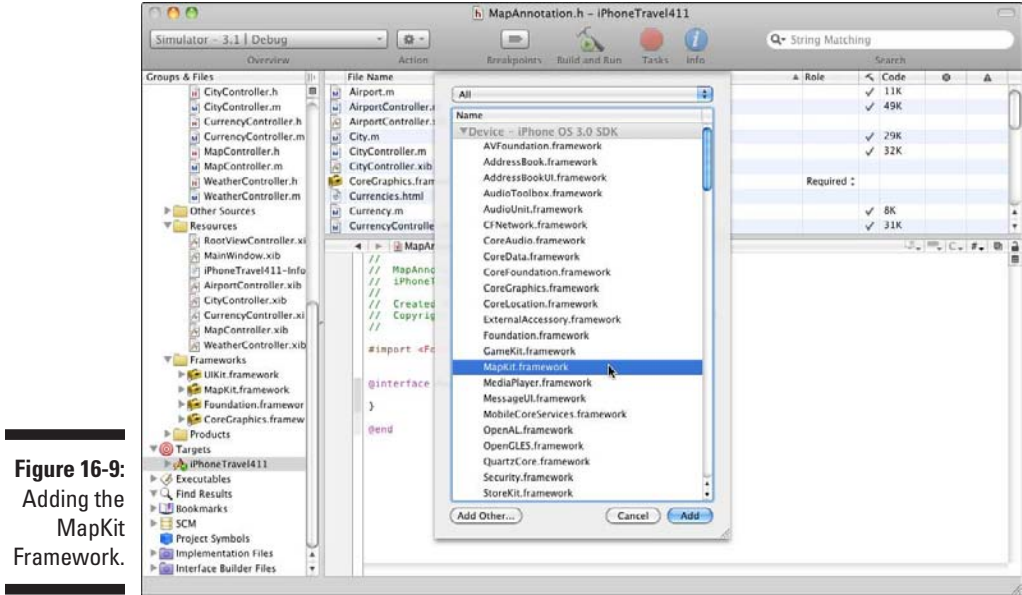 MapAnnotation.h – iPhoneTravel411
Simulator – 3.1 | Debug
String Matching
Overview
Action
Breakpoints
Build and Run
Tasks
Info
Search
Groups & Files
CityController.h
CityController.m
CurrencyController.h
CurrencyController.m
MapController.h
MapController.m
WeatherController.h
WeatherController.m
Other Sources
Resources
RootViewController.xi
MainWindow.xib
iPhoneTravel411-Info
AirportController.xib
CityController.xib
CurrencyController.xi
MapController.xib
WeatherController.xib
Frameworks
UIKit.framework
MapKit.framework
Foundation.framewor
CoreGraphics.framew
Products
Targets
iPhoneTravel411
Executables
Find Results
Bookmarks
SCM
Project Symbols
Implementation Files
Interface Builder Files
File Name
Role
Code
Airport.m
11K
AirportController.
49K
AirportController.
City.m
29K
CityController.m
32K
CityController.xib
CoreGraphics.fram
Required
Currencies.html
Currency.m
8K
CurrencyControlle
31K
MapAn
//
// MapAnno
// iPhoneT
//
// Created
// Copyrig
//
#import <Fo
@interface
}
@end
All
Name
Device – iPhone OS 3.0 SDK
AVFoundation.framework
AddressBook.framework
AddressBookUI.framework
AudioToolbox.framework
AudioUnit.framework
CFNetwork.framework
CoreAudio.framework
CoreData.framework
CoreFoundation.framework
CoreGraphics.framework
CoreLocation.framework
ExternalAccessory.framework
Foundation.framework
GameKit.framework
MapKit.framework
MediaPlayer.framework
MessageUI.framework
MobileCoreServices.framework
OpenAL.framework
OpenGLES.framework
QuartzCore.framework
Security.framework
StoreKit.framework
Add Other...
Cancel
Add
Figure 16-9:
Adding the
MapKit
Framework.